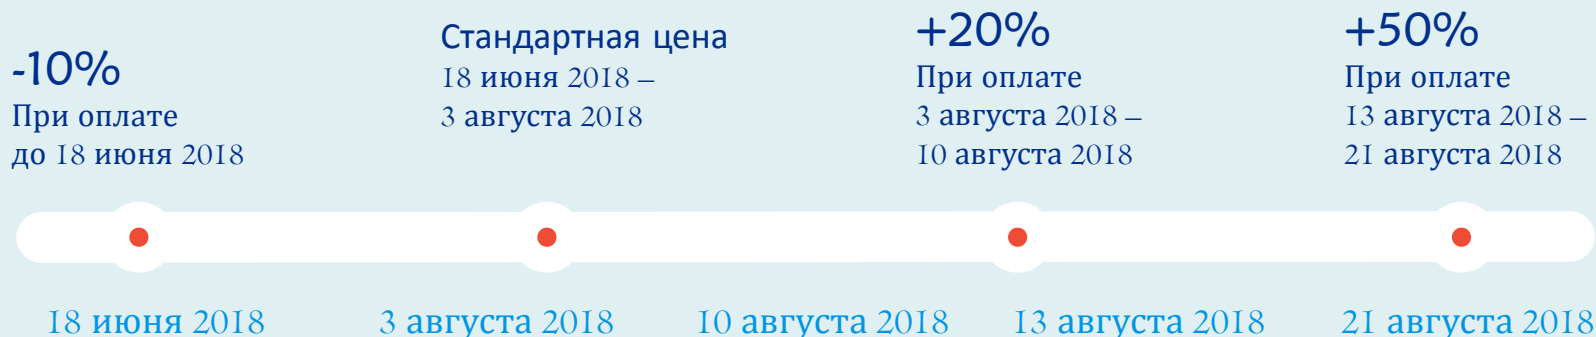 -10%
При оплате
до 18 июня 2018
Стандартная цена
18 июня 2018 –
3 августа 2018
+20%
При оплате
3 августа 2018 –
10 августа 2018
+50%
При оплате
13 августа 2018 –
21 августа 2018
18 июня 2018
3 августа 2018
10 августа 2018
13 августа 2018
21 августа 2018